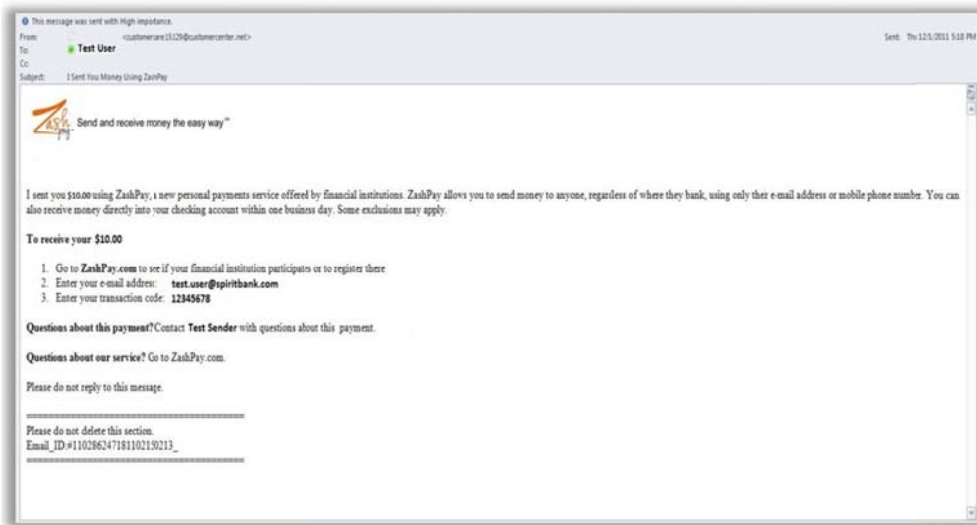 This message was sent with High impotance.
From: <customercare15129@customercenter.net>
Sent: Thu 12/1/2011 5:18 PM
To: Test User
Cc:
Subject: I Sent You Money Using ZashPay
Zash pay Send and receive money the easy way℠
I sent you $10.00 using ZashPay, a new personal payments service offered by financial institutions. ZashPay allows you to send money to anyone, regardless of where they bank, using only ther e-mail address or mobile phone number. You can
also receive money directly into your checking account within one business day. Some exclusions may apply.
To receive your $10.00
1. Go to ZashPay.com to see if your financial institution participates or to register there
2. Enter your e-mail address: test.user@spiritbank.com
3. Enter your transaction code: 12345678
Questions about this payment?Contact Test Sender with questions about this payment.
Questions about our service? Go to ZashPay.com.
Please do not reply to this message.
========================================
Please do not delete this section.
Email_ID:#110286247181102150213_
========================================